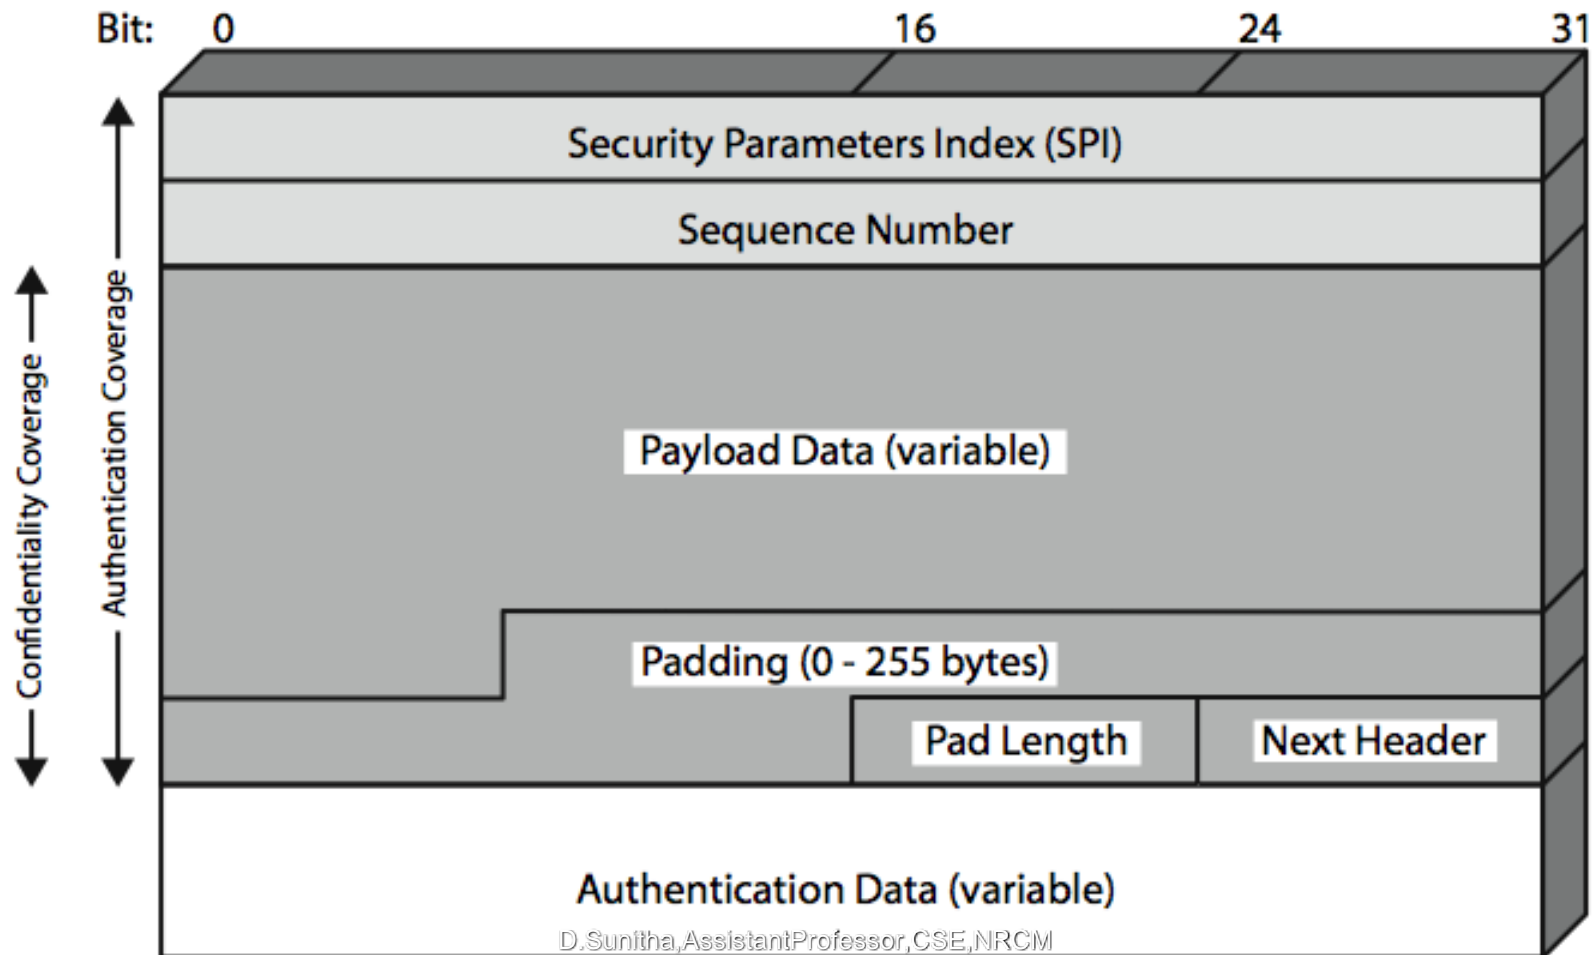 Bit: 0 16 24 31
Security Parameters Index (SPI)
Sequence Number
Confidentiality Coverage
Authentication Coverage
Payload Data (variable)
Padding (0 - 255 bytes)
Pad Length Next Header
Authentication Data (variable)
D.Sunitha,AssistantProfessor,CSE,NRCM